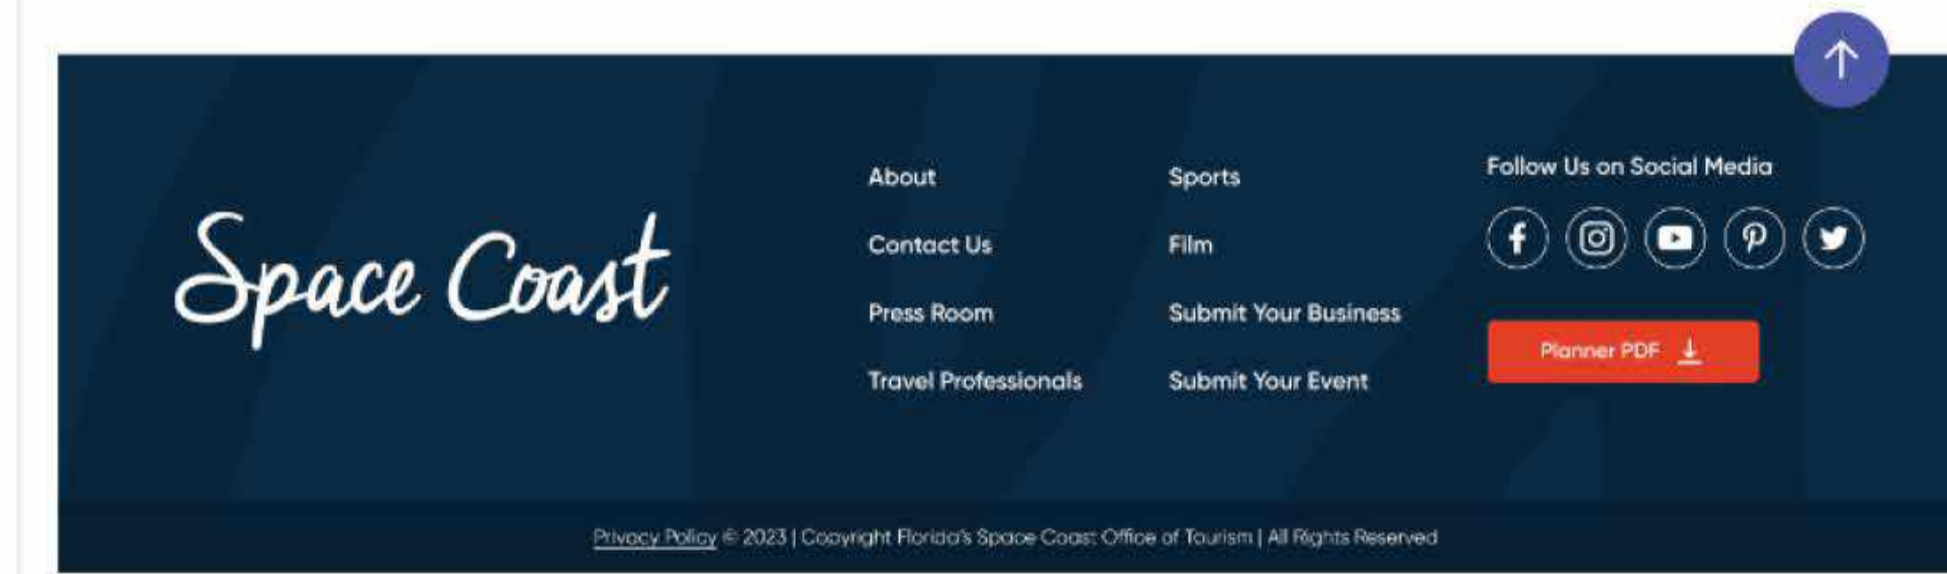 Space Coast
About
Contact Us
Press Room
Travel Professionals
Sports
Film
Submit Your Business
Submit Your Event
Follow Us on Social Media
Planner PDF
Privacy Policy © 2023 | Copyright Florida's Space Coast Office of Tourism | All Rights Reserved